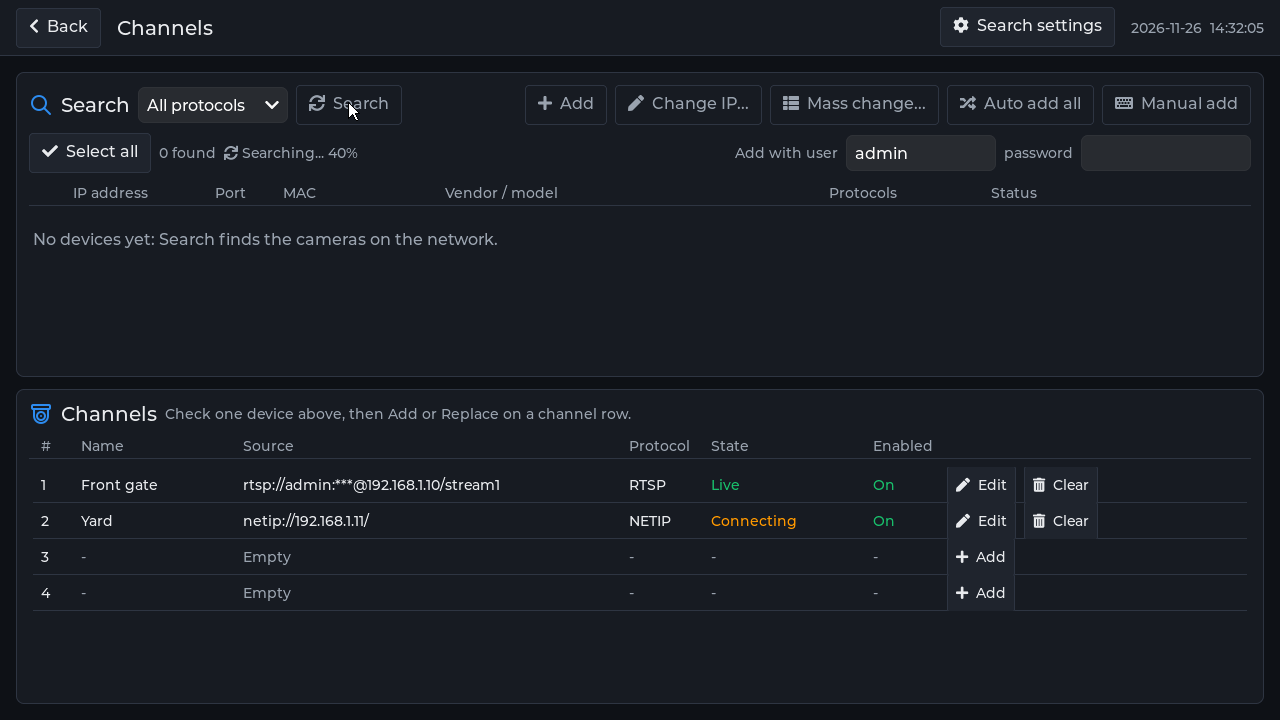 Back Channels Search settings 2026-11-26 14:32:05
Search All protocols Search Add Change IP... Mass change... Auto add all Manual add
Select all 0 found Searching... 40% Add with user admin password
IP address Port MAC Vendor / model Protocols Status
No devices yet: Search finds the cameras on the network.
Channels Check one device above, then Add or Replace on a channel row.
# Name Source Protocol State Enabled
1 Front gate rtsp://admin:***@192.168.1.10/stream1 RTSP Live On Edit Clear
2 Yard netip://192.168.1.11/ NETIP Connecting On Edit Clear
3 - Empty - - - Add
4 - Empty - - - Add